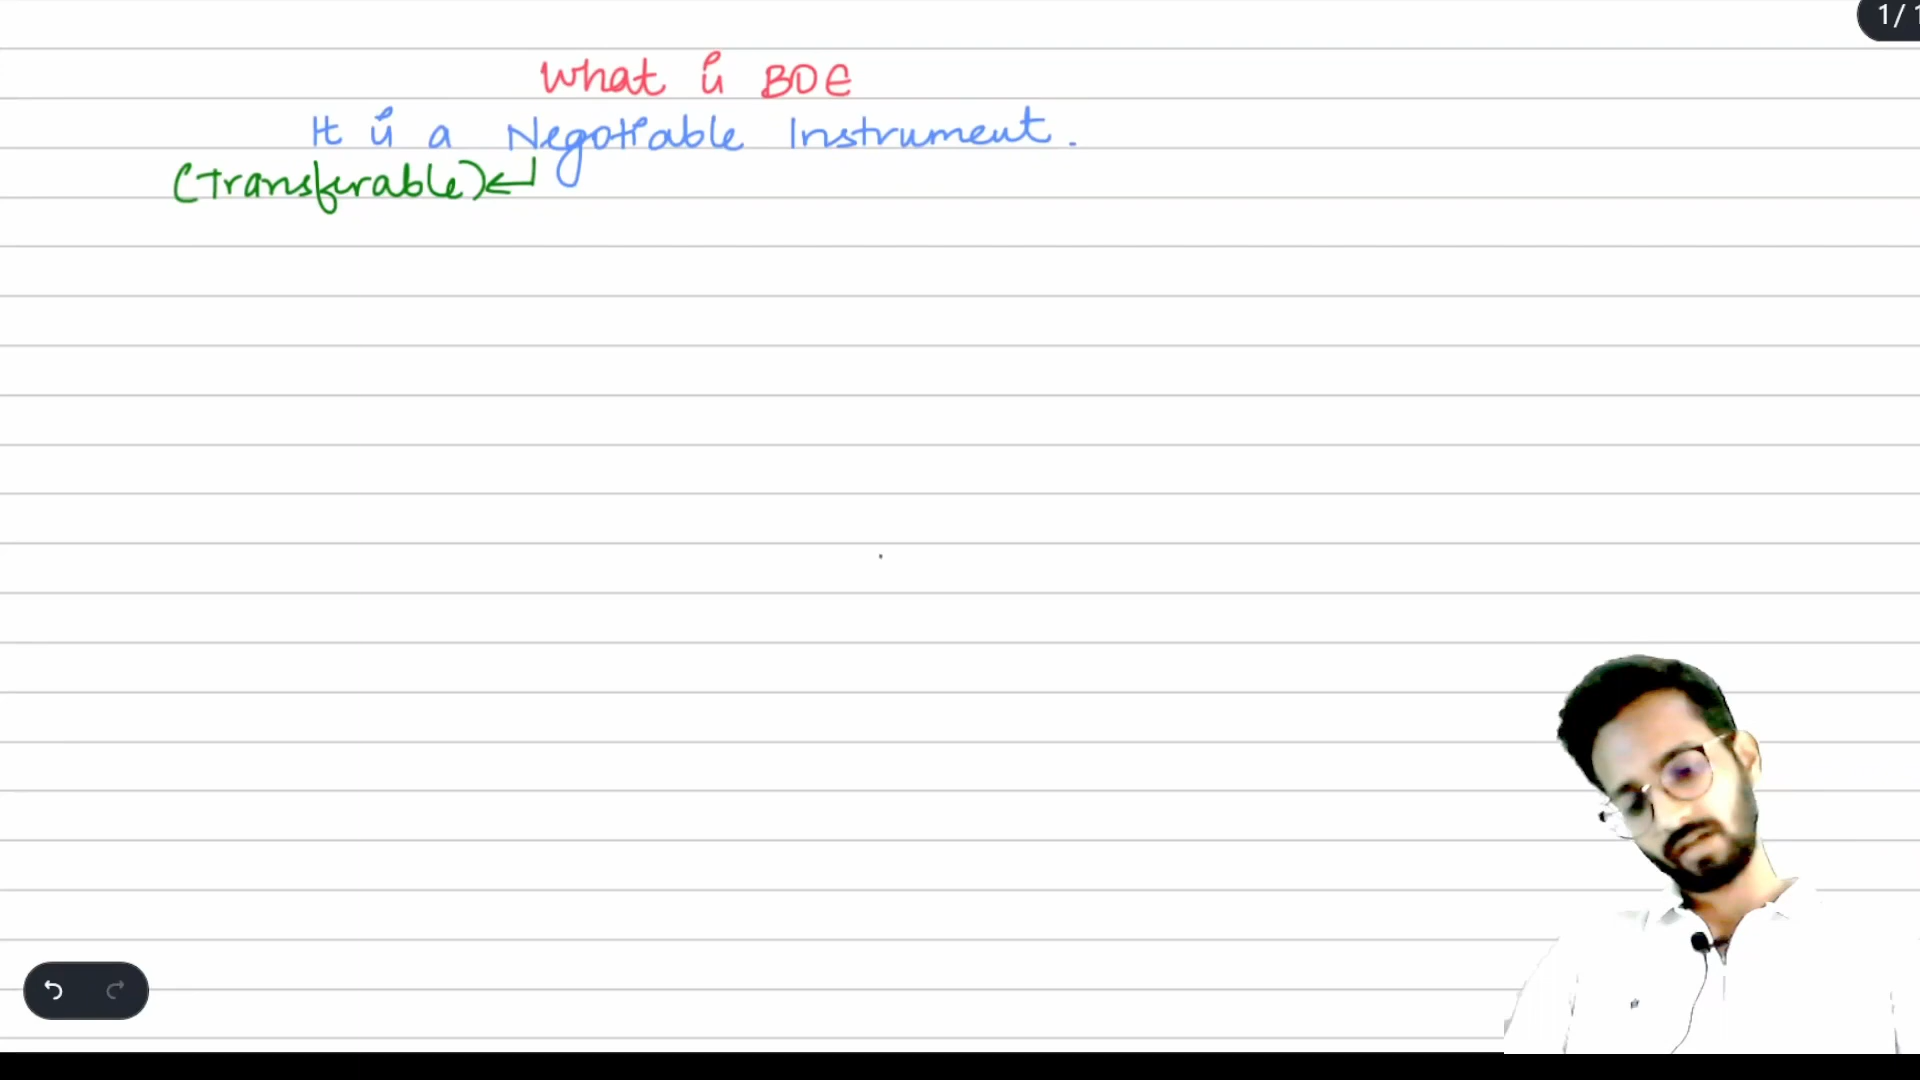 1/1
What is BOE
It is a Negotiable Instrument.
(Transferable)